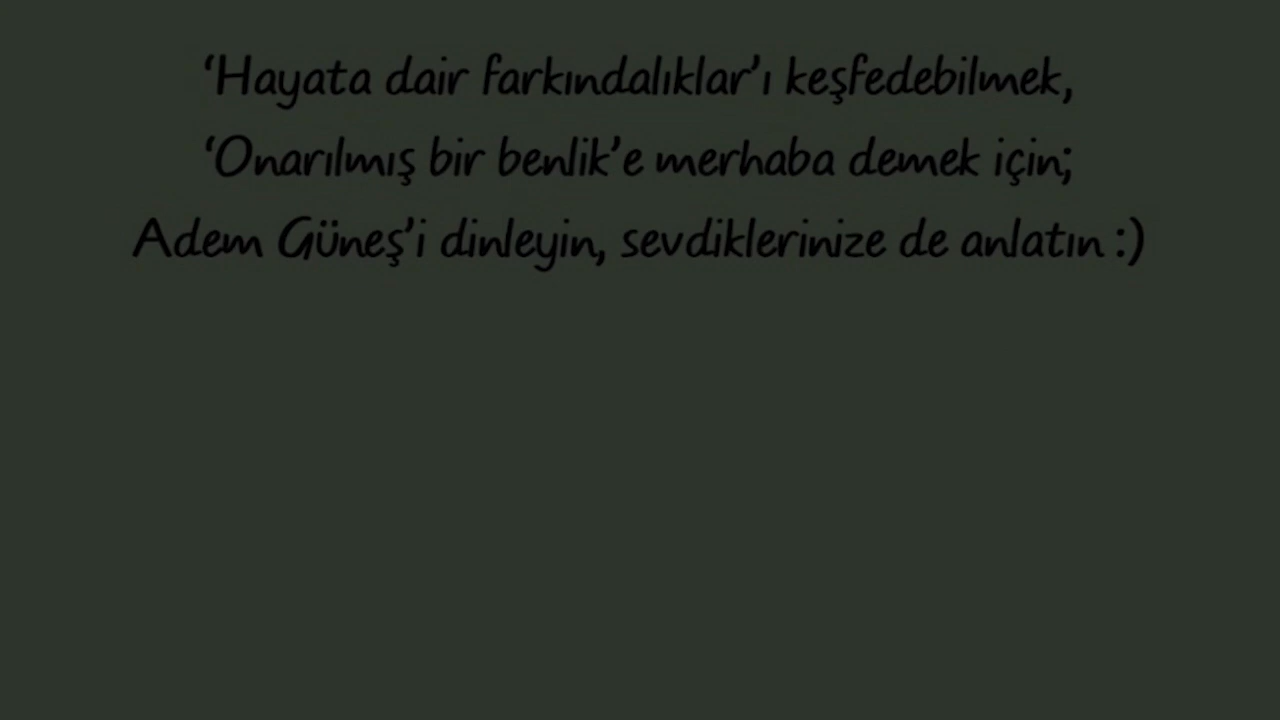 ‘Hayata dair farkındalıklar’ı keşfedebilmek,
‘Onarılmış bir benlik’e merhaba demek için;
Adem Güneş’i dinleyin, sevdiklerinize de anlatın :)